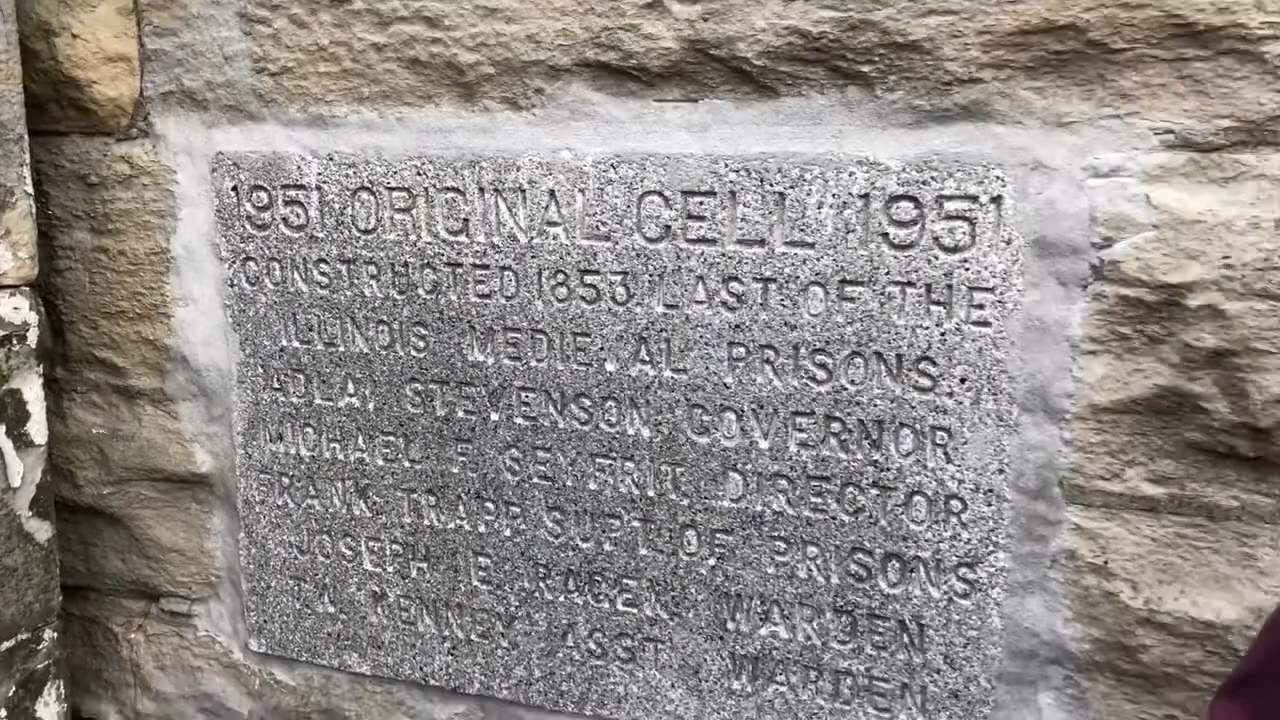 1951 ORIGINAL CELL 1951
CONSTRUCTED 1853 LAST OF THE
ILLINOIS MEDIEVAL PRISONS
ADLAI STEVENSON GOVERNOR
MICHAEL F SEYFRIT DIRECTOR
FRANK TRAPP SUPT. OF PRISONS
JOSEPH E. RAGEN WARDEN
KENNEY ASST WARDEN